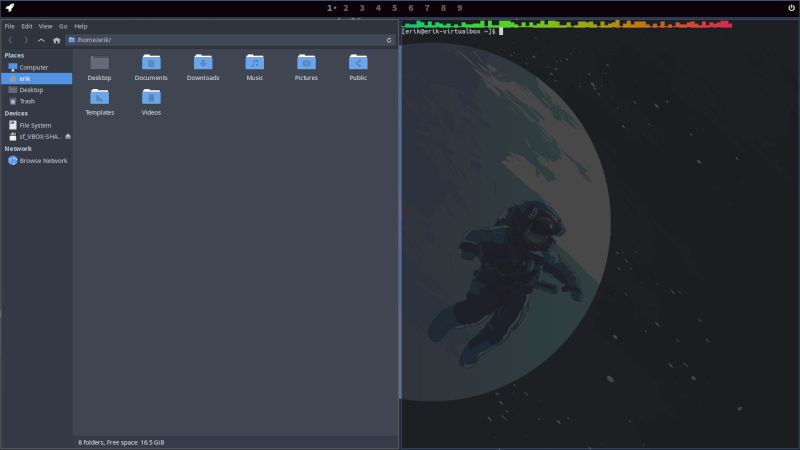 1 2 3 4 5 6 7 8 9
File Edit View Go Help
/home/erik/
Places
Computer
erik
Desktop
Trash
Devices
File System
sf_VBOX-SHA...
Network
Browse Network
Desktop Documents Downloads Music Pictures Public
Templates Videos
8 folders, Free space: 16.5 GiB
[erik@erik-virtualbox ~]$